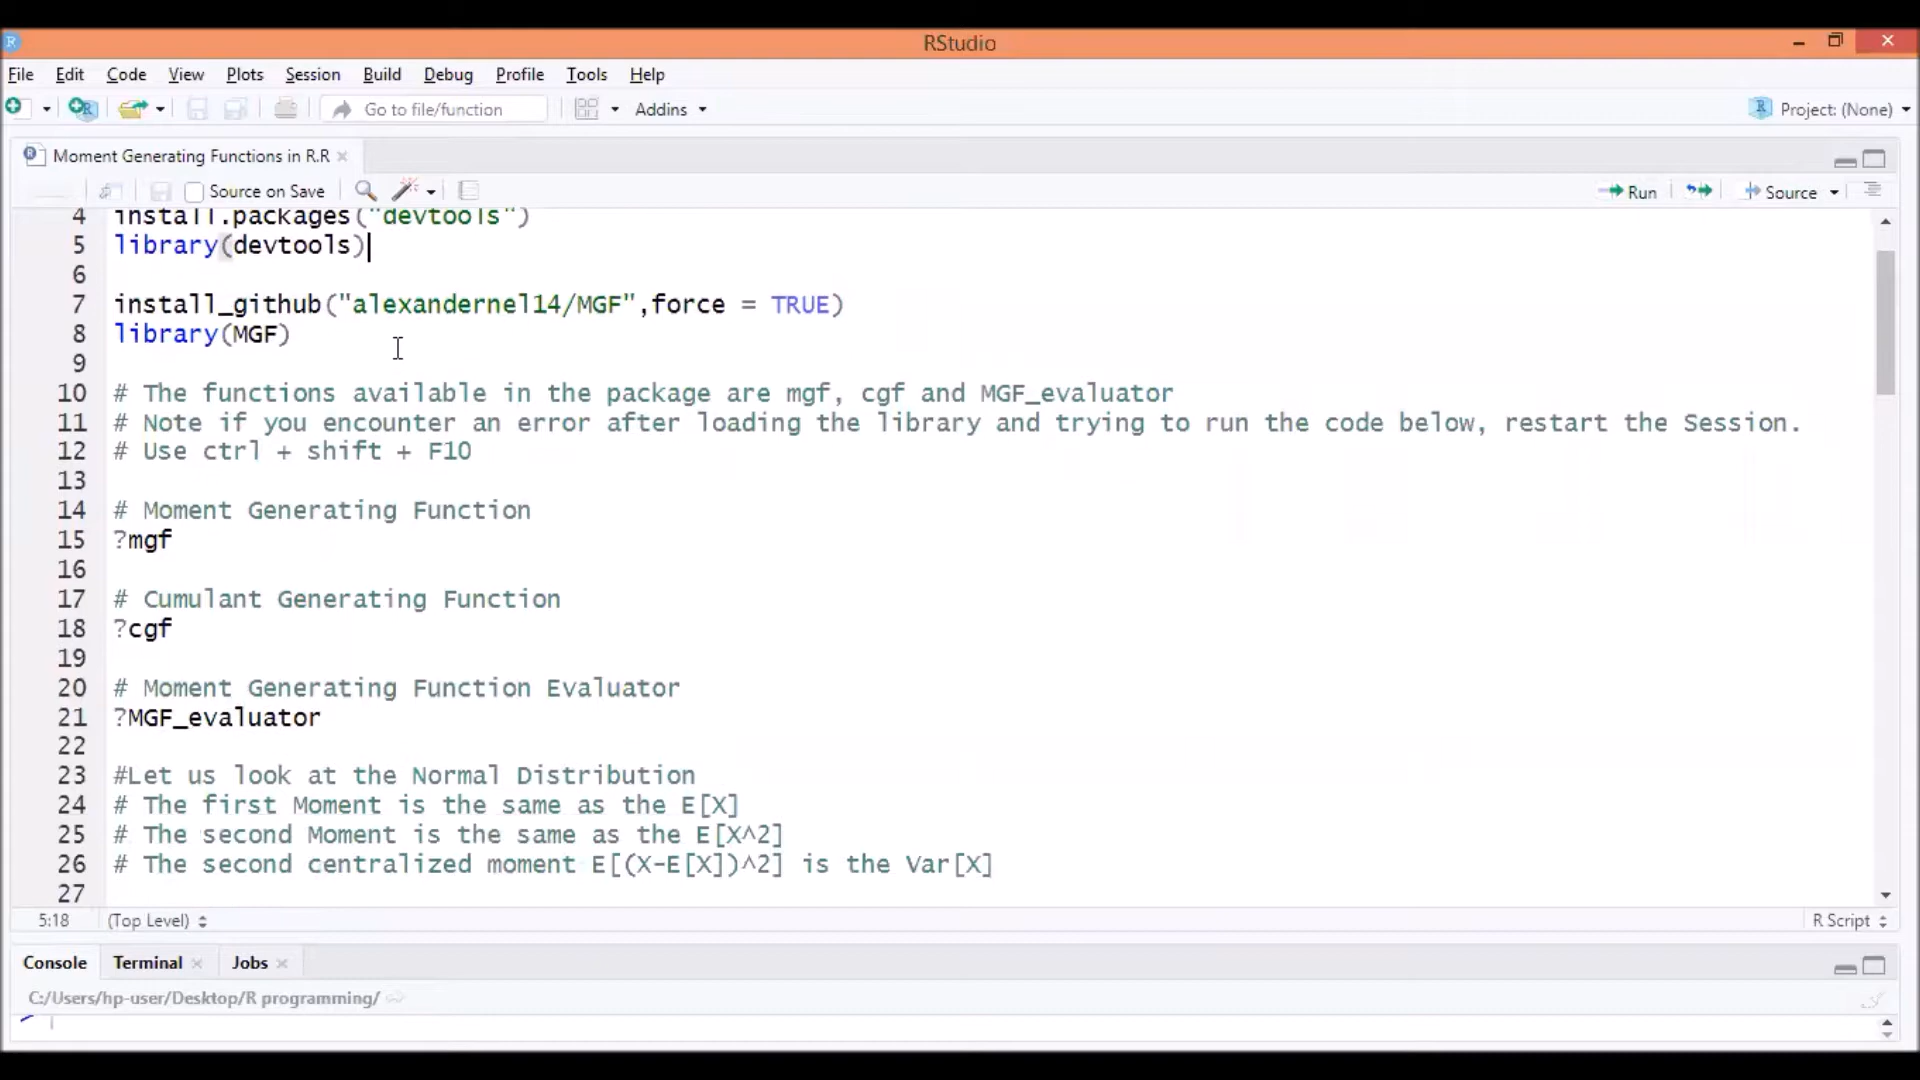 RStudio
File Edit Code View Plots Session Build Debug Profile Tools Help
Go to file/function Addins Project: (None)
Moment Generating Functions in R.R
Source on Save Run Source
4 install.packages("devtools")
5 library(devtools)
6
7 install_github("alexandernel14/MGF",force = TRUE)
8 library(MGF)
9
10 # The functions available in the package are mgf, cgf and MGF_evaluator
11 # Note if you encounter an error after loading the library and trying to run the code below, restart the Session.
12 # Use ctrl + shift + F10
13
14 # Moment Generating Function
15 ?mgf
16
17 # Cumulant Generating Function
18 ?cgf
19
20 # Moment Generating Function Evaluator
21 ?MGF_evaluator
22
23 #Let us look at the Normal Distribution
24 # The first Moment is the same as the E[X]
25 # The second Moment is the same as the E[X^2]
26 # The second centralized moment E[(X-E[X])^2] is the Var[X]
27
5:18 (Top Level) R Script
Console Terminal Jobs
C:/Users/hp-user/Desktop/R programming/